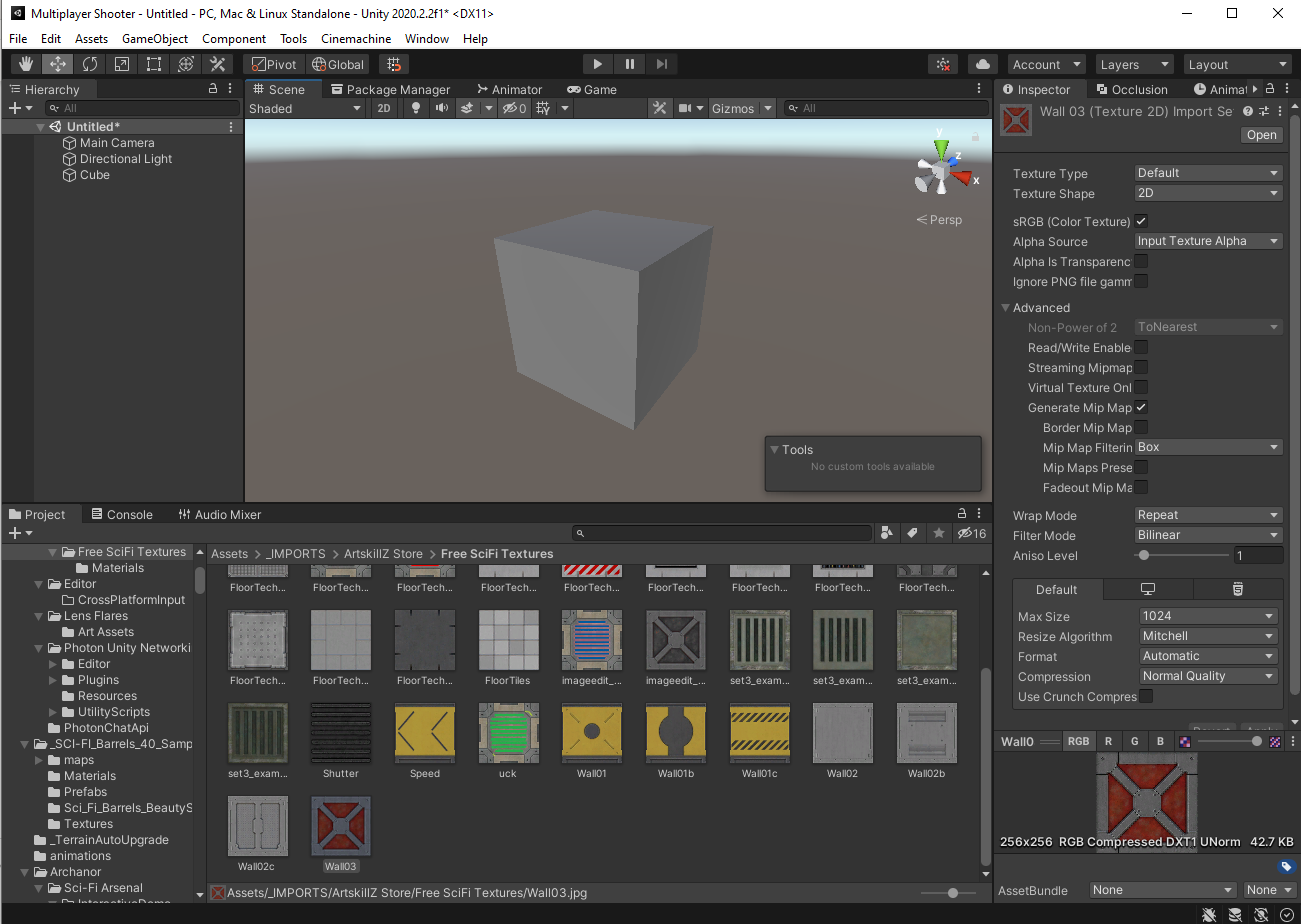 Multiplayer Shooter - Untitled - PC, Mac & Linux Standalone - Unity 2020.2.2f1* <DX11>
File Edit Assets GameObject Component Tools Cinemachine Window Help
Pivot Global Account Layers Layout
Hierarchy
All
Untitled*
Main Camera
Directional Light
Cube
Scene Package Manager Animator Game
Shaded 2D 0 Gizmos All
y
z
x
Persp
Tools
No custom tools available
Inspector Occlusion Animat
Wall 03 (Texture 2D) Import Se
Open
Texture Type Default
Texture Shape 2D
sRGB (Color Texture)
Alpha Source Input Texture Alpha
Alpha Is Transparenc
Ignore PNG file gamm
Advanced
Non-Power of 2 ToNearest
Read/Write Enable
Streaming Mipmap
Virtual Texture Onl
Generate Mip Map
Border Mip Map
Mip Map Filterin Box
Mip Maps Prese
Fadeout Mip Ma
Wrap Mode Repeat
Filter Mode Bilinear
Aniso Level 1
Default
Max Size 1024
Resize Algorithm Mitchell
Format Automatic
Compression Normal Quality
Use Crunch Compres
Wall0 RGB R G B
256x256 RGB Compressed DXT1 UNorm 42.7 KB
AssetBundle None None
Project Console Audio Mixer
16
Free SciFi Textures
Materials
Editor
CrossPlatformInput
Lens Flares
Art Assets
Photon Unity Networki
Editor
Plugins
Resources
UtilityScripts
PhotonChatApi
_SCI-FI_Barrels_40_Samp
maps
Materials
Prefabs
Sci_Fi_Barrels_BeautyS
Textures
_TerrainAutoUpgrade
animations
Archanor
Sci-Fi Arsenal
Assets > _IMPORTS > ArtskillZ Store > Free SciFi Textures
FloorTech... FloorTech... FloorTech... FloorTech... FloorTech... FloorTech... FloorTech... FloorTech... FloorTech...
FloorTech... FloorTech... FloorTech... FloorTiles imageedit_... imageedit_... set3_exam... set3_exam... set3_exam...
set3_exam... Shutter Speed uck Wall01 Wall01b Wall01c Wall02 Wall02b
Wall02c Wall03
Assets/_IMPORTS/ArtskillZ Store/Free SciFi Textures/Wall03.jpg